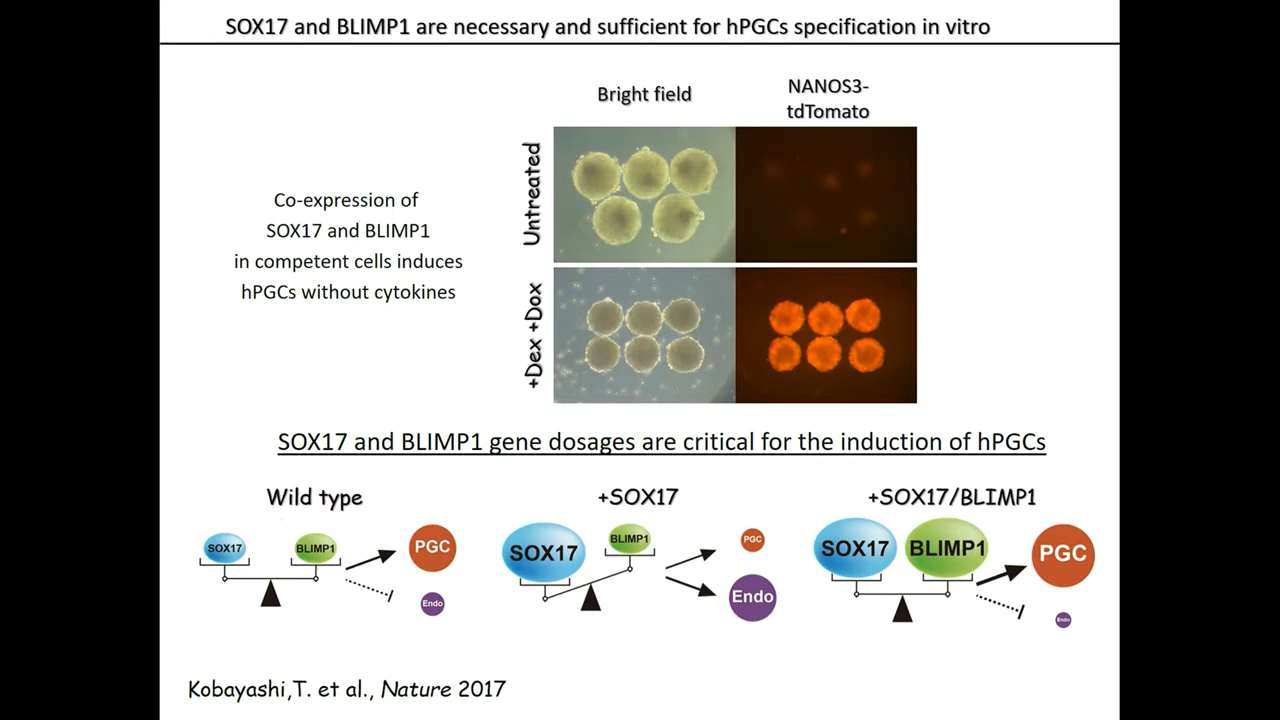 SOX17 and BLIMP1 are necessary and sufficient for hPGCs specification in vitro
Bright field
NANOS3-
tdTomato
Untreated
Co-expression of
SOX17 and BLIMP1
in competent cells induces
hPGCs without cytokines
+Dex +Dox
SOX17 and BLIMP1 gene dosages are critical for the induction of hPGCs
Wild type
SOX17
BLIMP1
PGC
Endo
+SOX17
SOX17
BLIMP1
PGC
Endo
+SOX17/BLIMP1
SOX17
BLIMP1
PGC
Endo
Kobayashi,T. et al., Nature 2017